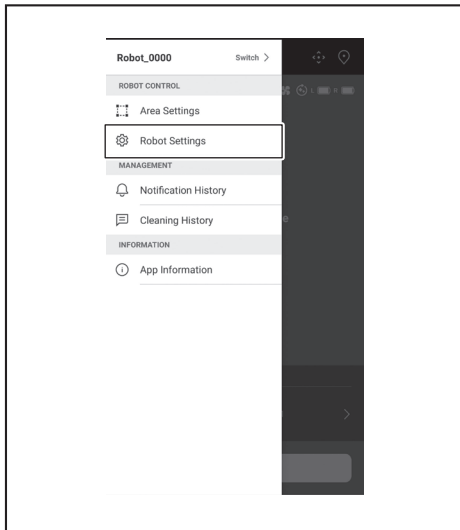 Robot_0000
Switch
ROBOT CONTROL
Area Settings
Robot Settings
MANAGEMENT
Notification History
Cleaning History
INFORMATION
App Information
L
R
e